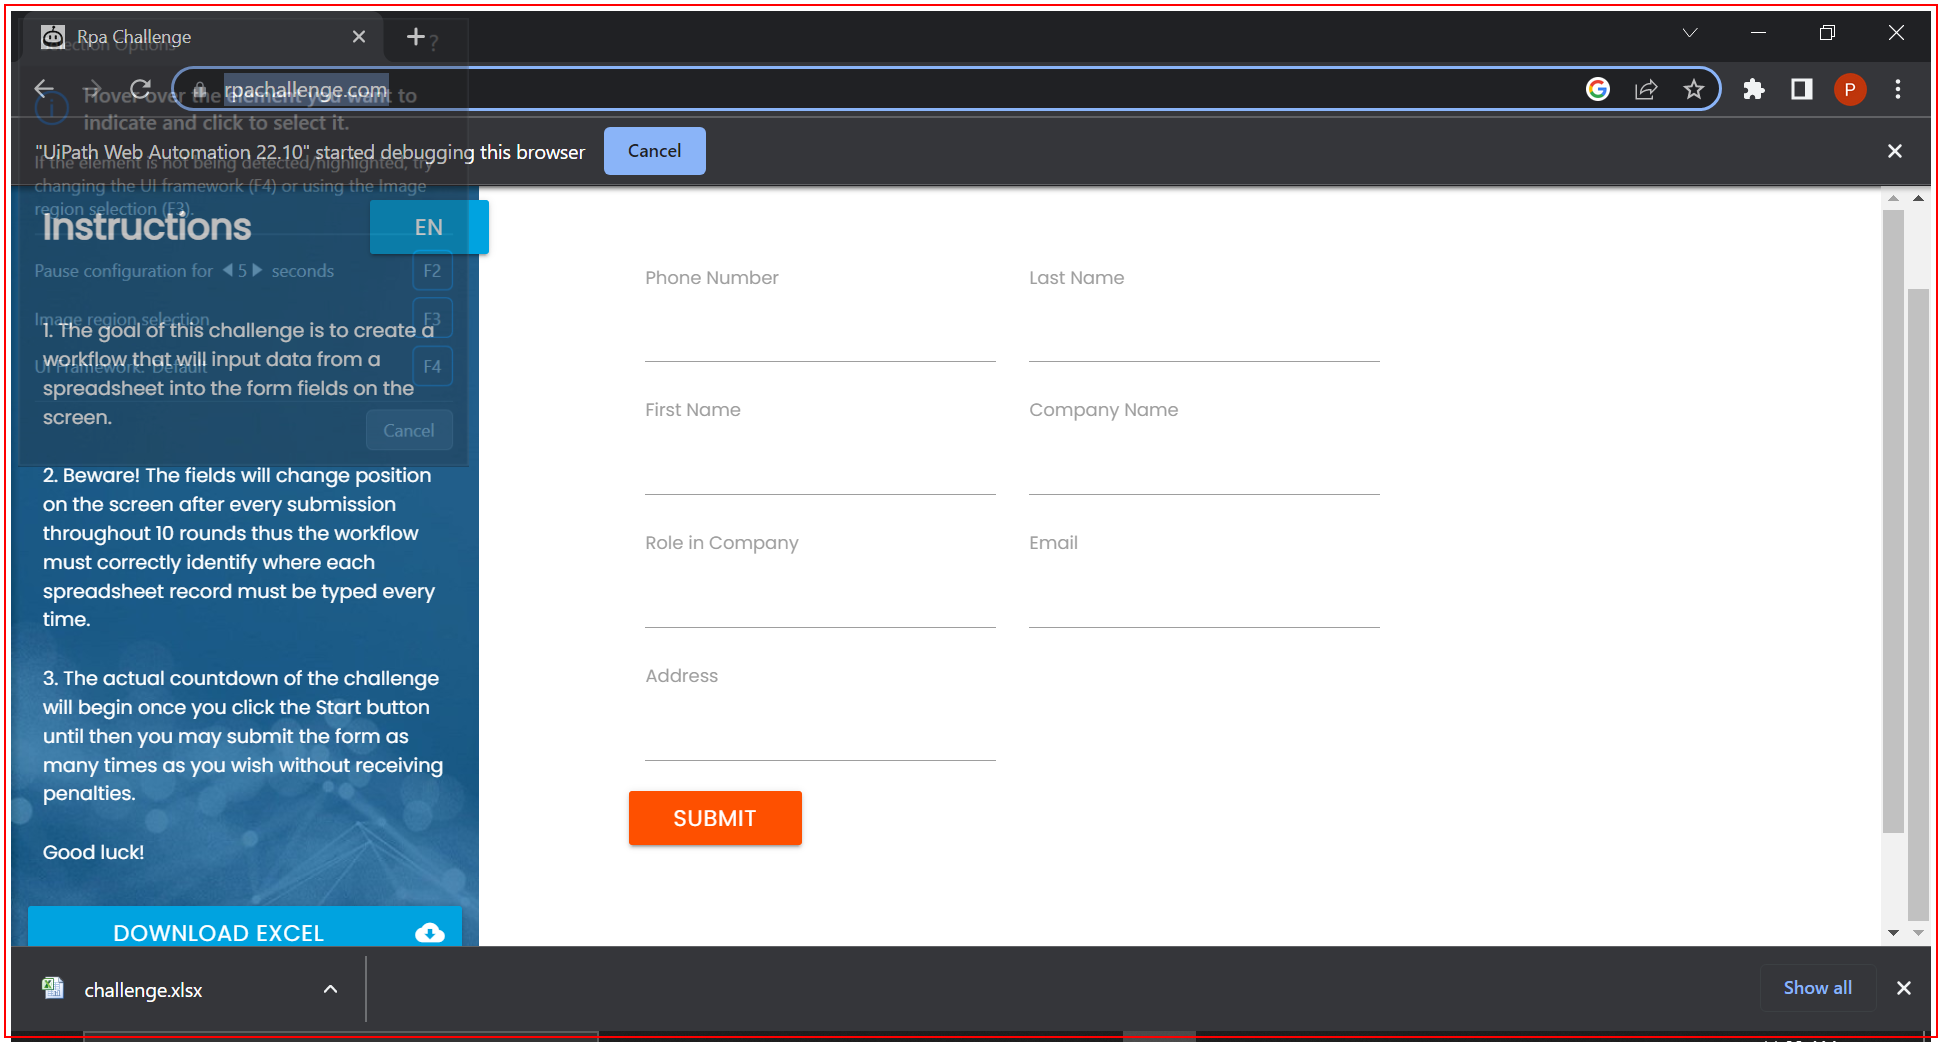 Rpa Challenge
?
Selection Options
rpachallenge.com
P
Hover over the element you want to
indicate and click to select it.
"UiPath Web Automation 22.10" started debugging this browser
Cancel
If the element is not being detected/highlighted, try
changing the UI framework (F4) or using the Image
region selection (F3).
Instructions
EN
Pause configuration for 5 seconds
F2
Image region selection
F3
UI Framework: Default
F4
Cancel
1. The goal of this challenge is to create a
workflow that will input data from a
spreadsheet into the form fields on the
screen.
2. Beware! The fields will change position
on the screen after every submission
throughout 10 rounds thus the workflow
must correctly identify where each
spreadsheet record must be typed every
time.
3. The actual countdown of the challenge
will begin once you click the Start button
until then you may submit the form as
many times as you wish without receiving
penalties.
Good luck!
DOWNLOAD EXCEL
Phone Number
Last Name
First Name
Company Name
Role in Company
Email
Address
SUBMIT
challenge.xlsx
Show all